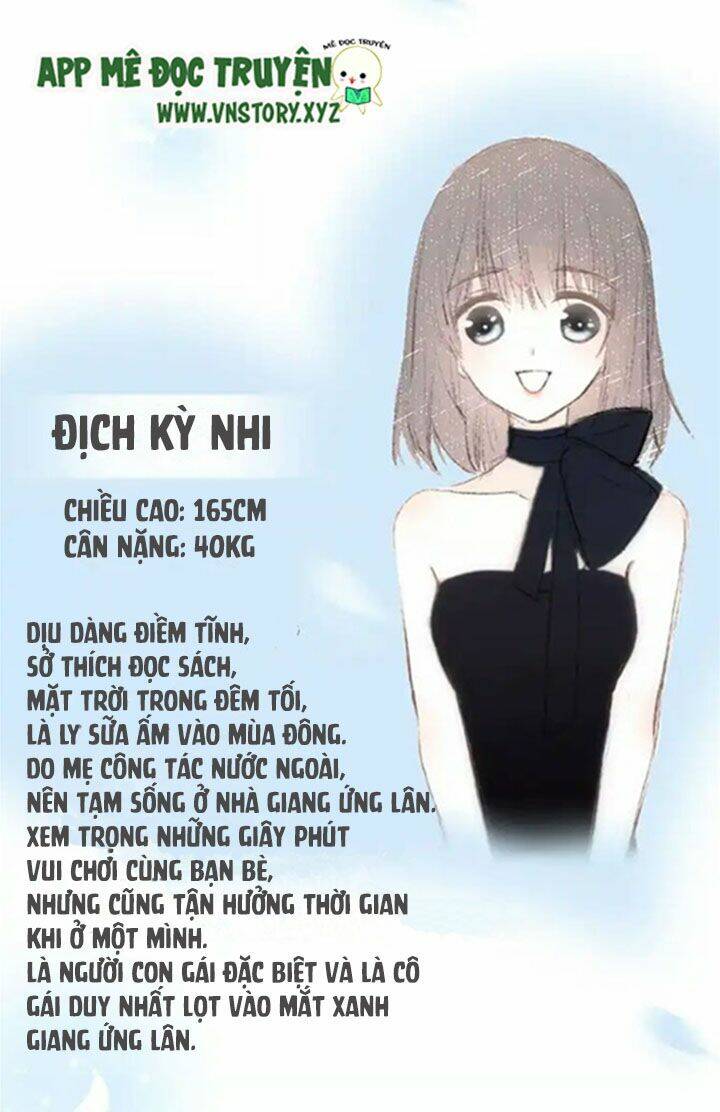 MÊ ĐỌC TRUYỆN
APP MÊ ĐỌC TRUYỆN
WWW.VNSTORY.XYZ
ĐỊCH KỲ NHI
CHIỀU CAO: 165CM
CÂN NẶNG: 40KG
DỊU DÀNG ĐIỀM TĨNH,
SỞ THÍCH ĐỌC SÁCH,
MẶT TRỜI TRONG ĐÊM TỐI,
LÀ LY SỮA ẤM VÀO MÙA ĐÔNG.
DO MẸ CÔNG TÁC NƯỚC NGOÀI,
NÊN TẠM SỐNG Ở NHÀ GIANG ỨNG LÂN.
XEM TRỌNG NHỮNG GIÂY PHÚT
VUI CHƠI CÙNG BẠN BÈ,
NHƯNG CŨNG TẬN HƯỞNG THỜI GIAN
KHI Ở MỘT MÌNH.
LÀ NGƯỜI CON GÁI ĐẶC BIỆT VÀ LÀ CÔ
GÁI DUY NHẤT LỌT VÀO MẮT XANH
GIANG ỨNG LÂN.